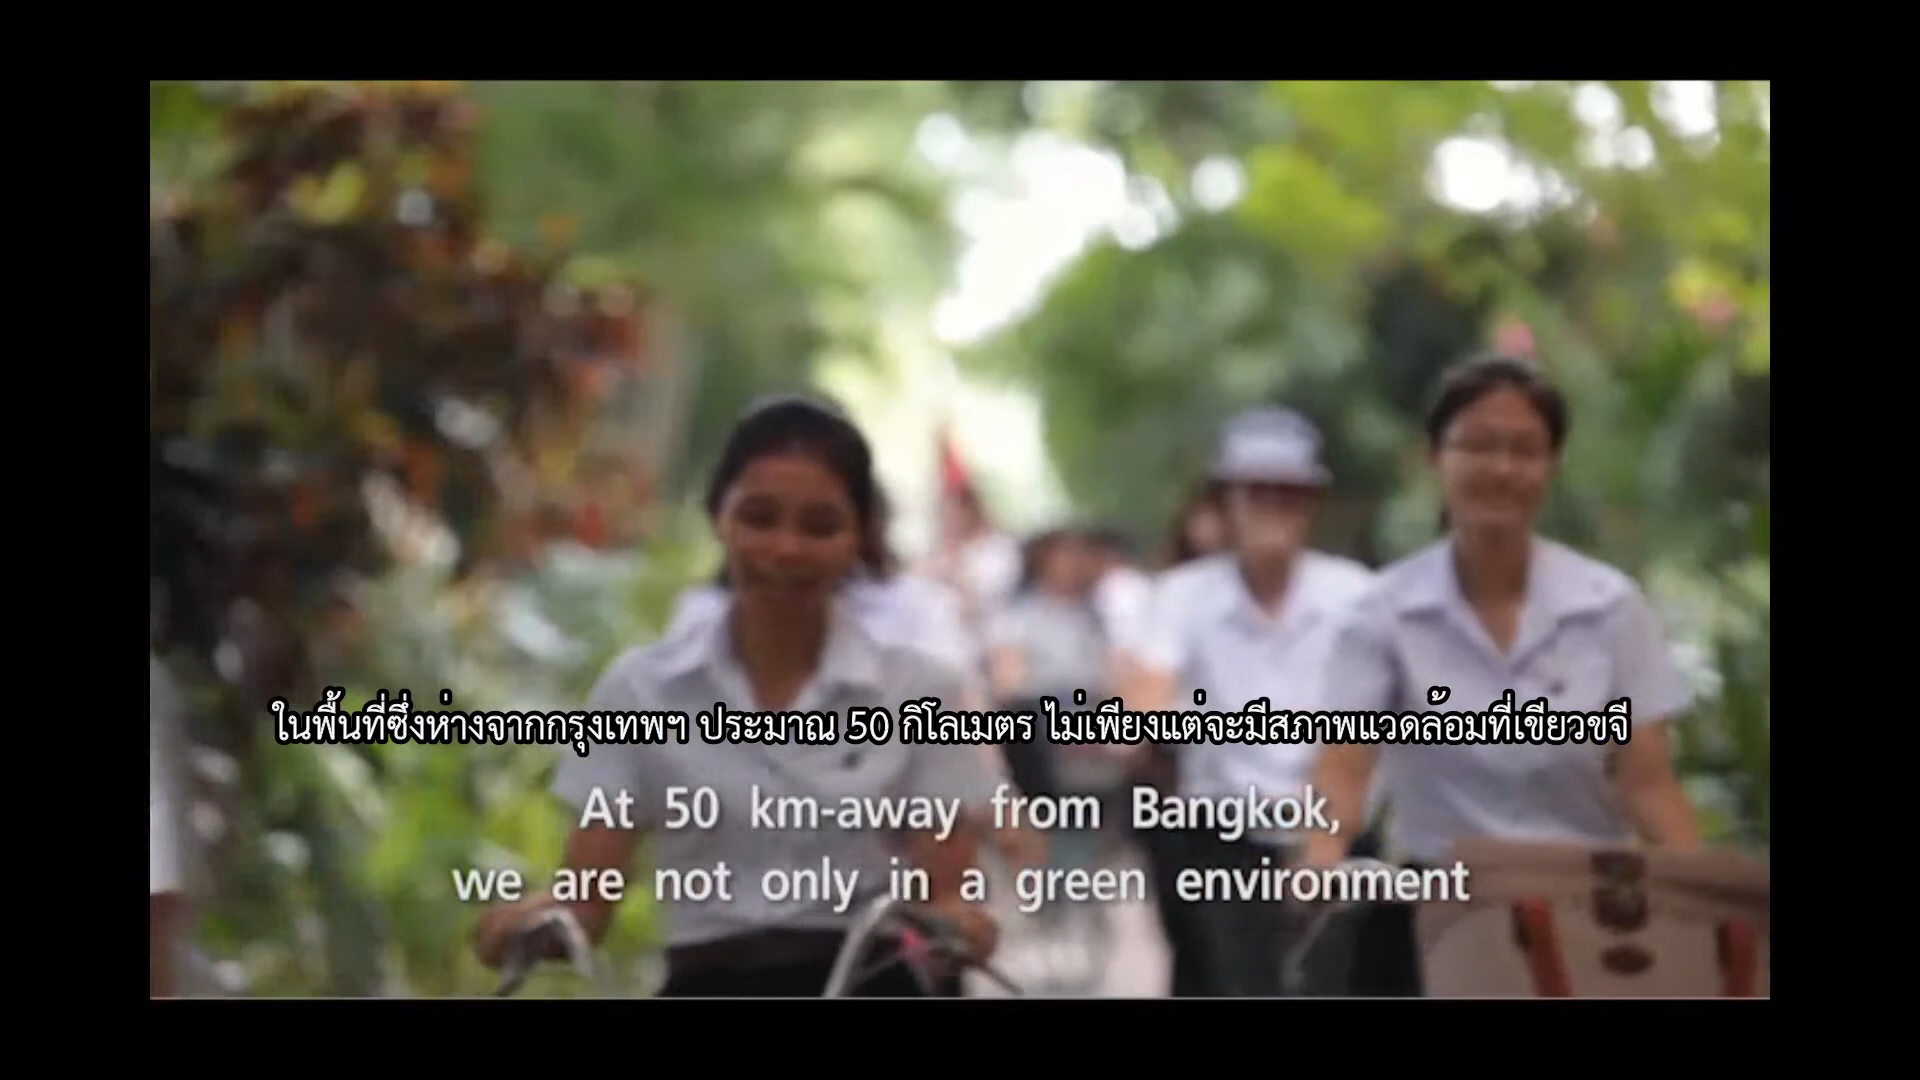 ในพื้นที่ซึ่งห่างจากกรุงเทพฯ ประมาณ 50 กิโลเมตร ไม่เพียงแต่จะมีสภาพแวดล้อมที่เขียวขจี
At 50 km-away from Bangkok,
we are not only in a green environment